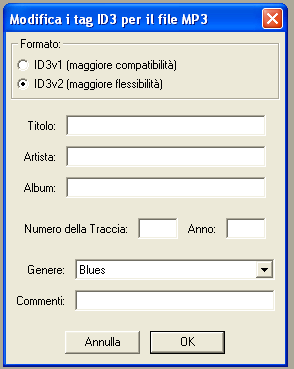 Modifica i tag ID3 per il file MP3
Formato:
ID3v1 (maggiore compatibilità)
ID3v2 (maggiore flessibilità)
Titolo:
Artista:
Album:
Numero della Traccia: Anno:
Genere: Blues
Commenti:
Annulla OK